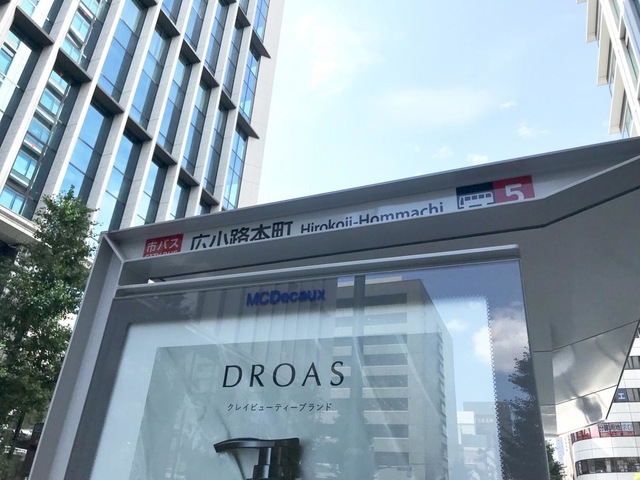 市バス
広小路本町 Hirokoji-Hommachi 5
MCDecaux
DROAS
クレイビューティーブランド